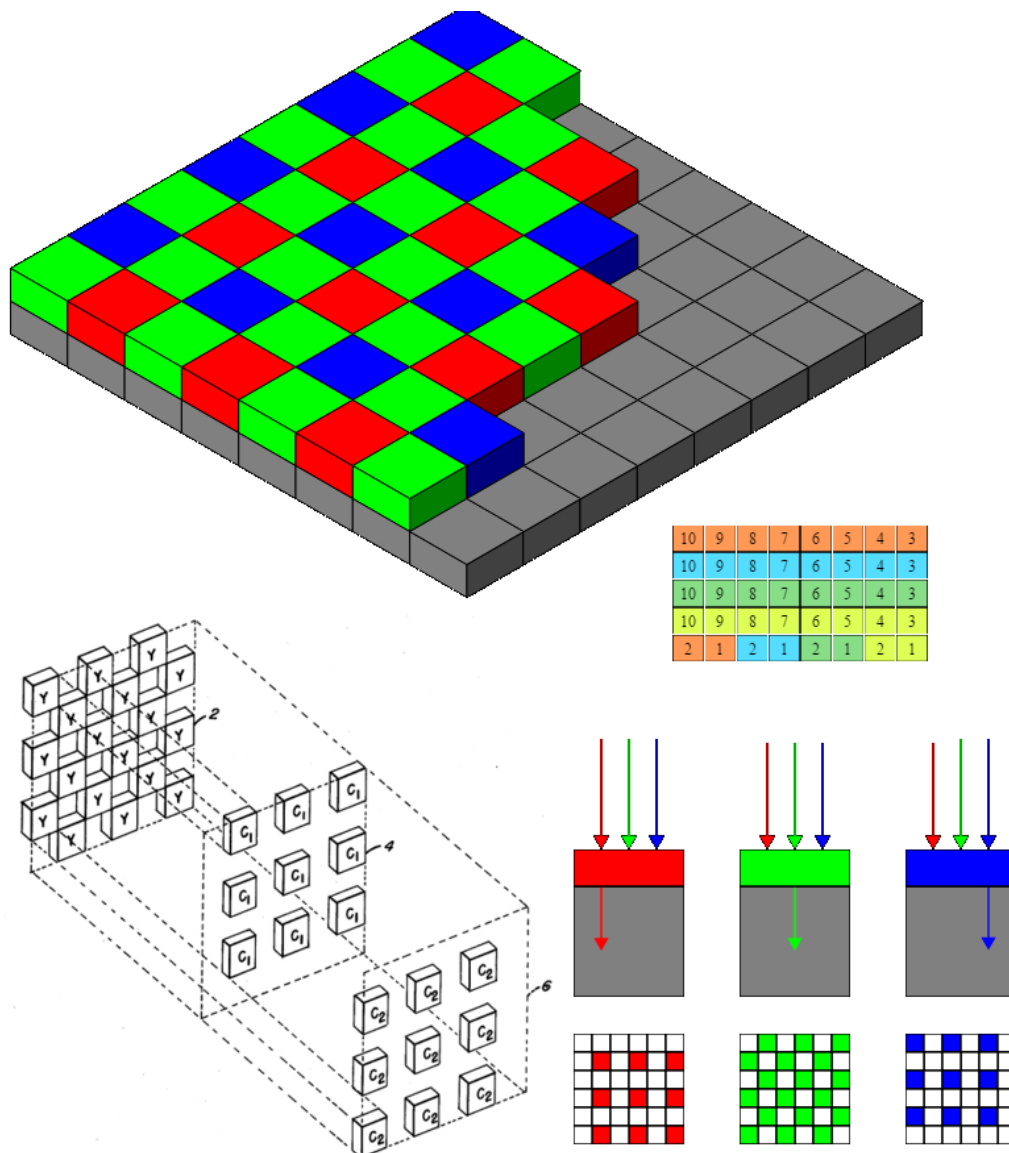 10 9 8 7 6 5 4 3
10 9 8 7 6 5 4 3
10 9 8 7 6 5 4 3
10 9 8 7 6 5 4 3
2 1 2 1 2 1 2 1
Y
Y Y
Y Y
Y Y 2
Y Y
Y Y
Y Y
Y Y
Y Y
Y
C₁ C₁ C₁
C₁ C₁ C₁ 4
C₁ C₁ C₁
C₂ C₂ C₂ 6
C₂ C₂ C₂
C₂ C₂ C₂